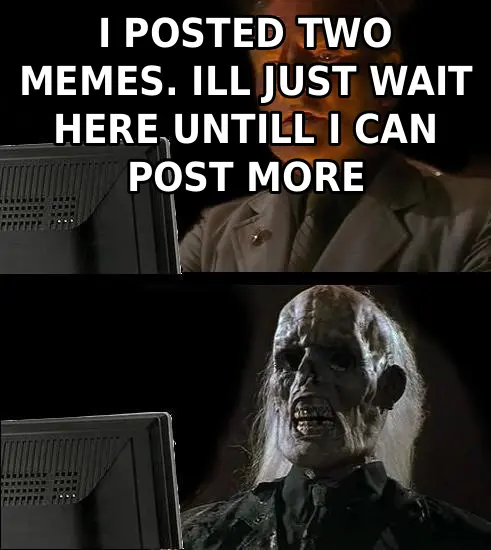 I POSTED TWO
MEMES. ILL JUST WAIT
HERE UNTILL I CAN
POST MORE